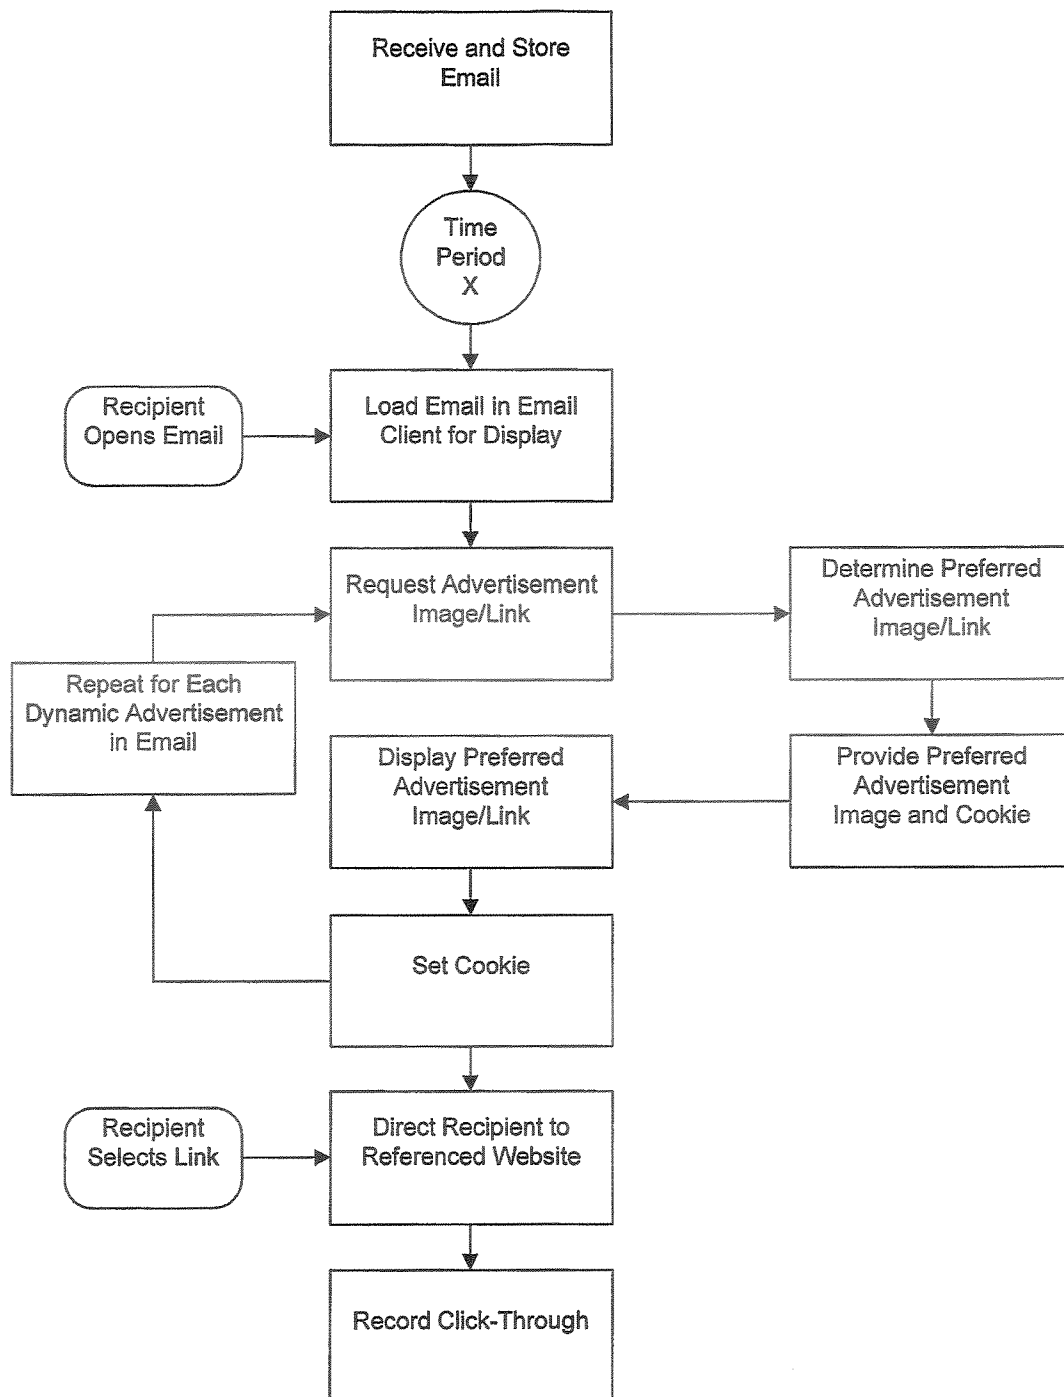 Receive and Store
Email
Time
Period
X
Recipient
Opens Email
Load Email in Email
Client for Display
Request Advertisement
Image/Link
Determine Preferred
Advertisement
Image/Link
Repeat for Each
Dynamic Advertisement
in Email
Display Preferred
Advertisement
Image/Link
Provide Preferred
Advertisement
Image and Cookie
Set Cookie
Recipient
Selects Link
Direct Recipient to
Referenced Website
Record Click-Through